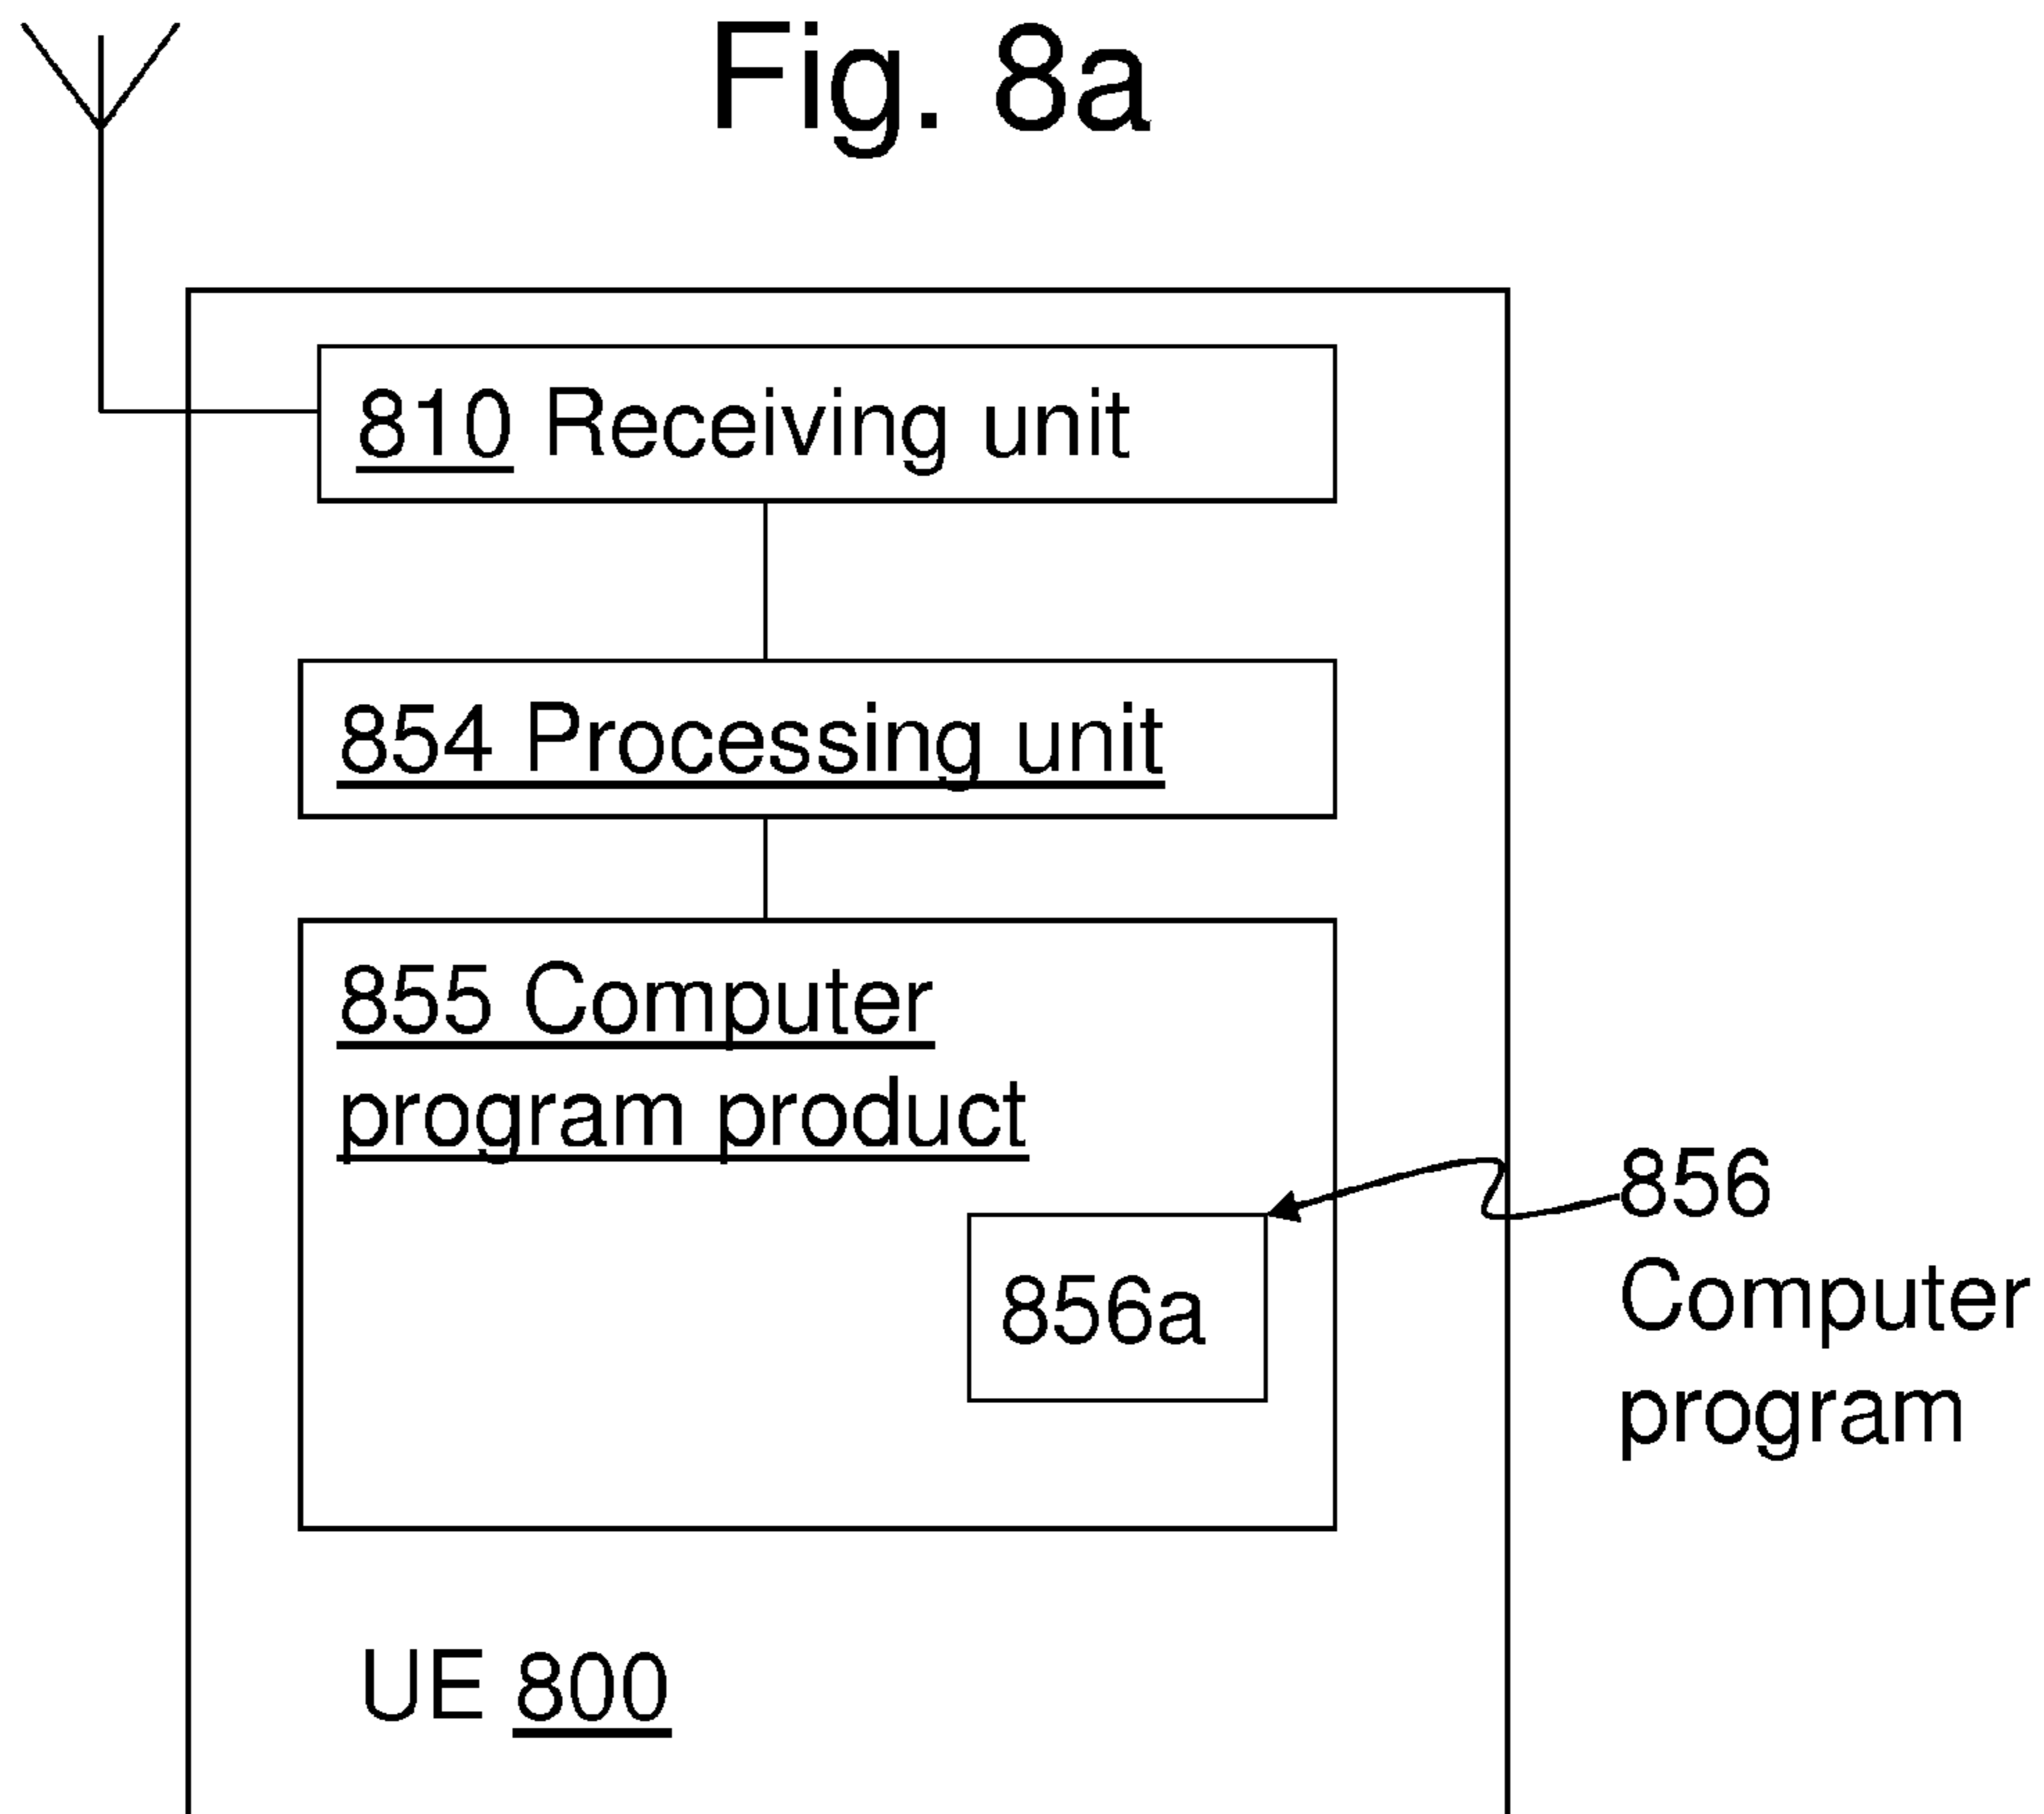 Fig. 8a
810 Receiving unit
854 Processing unit
855 Computer
program product
856
Computer
program
856a
UE 800